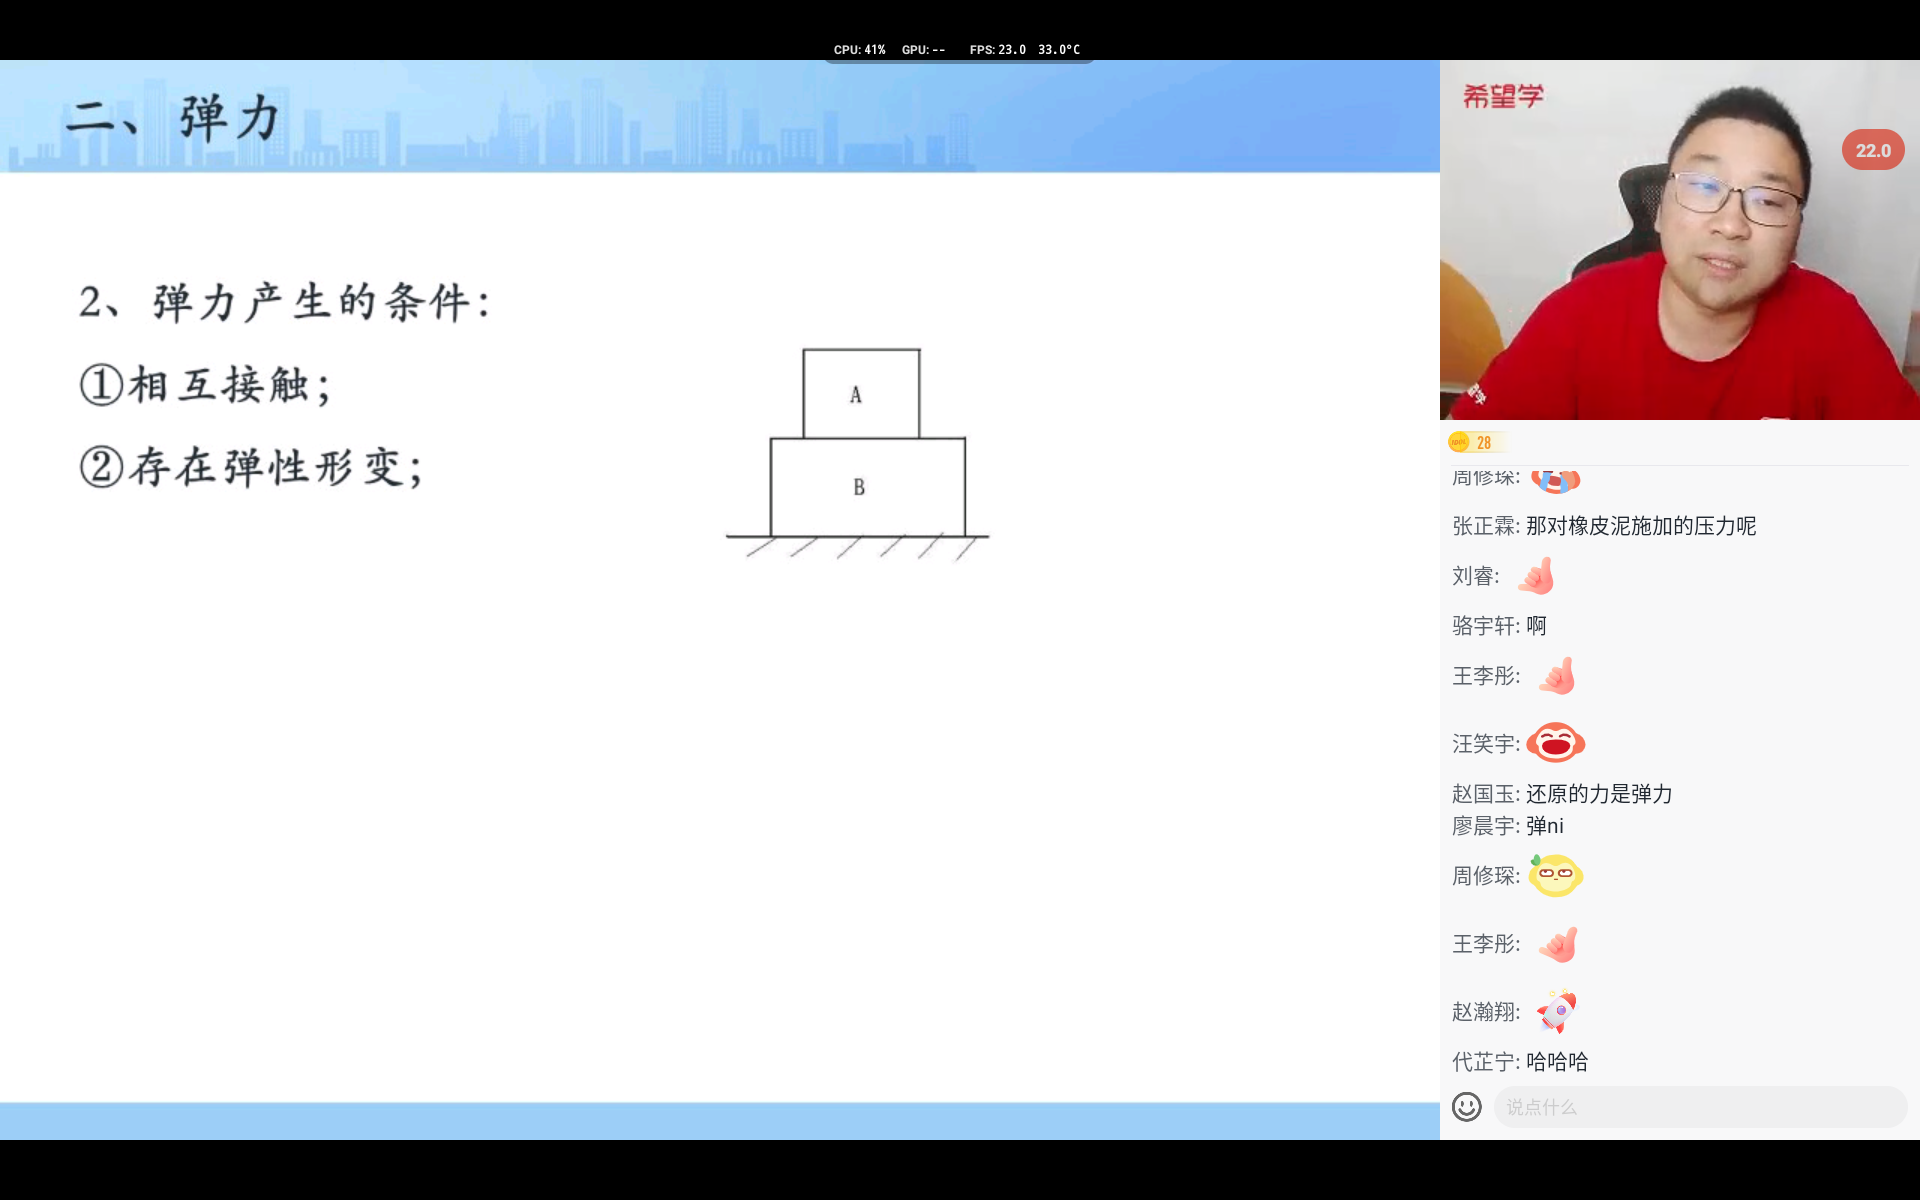 CPU: 41% GPU: -- FPS: 23.0 33.0°C
二、弹力
2、弹力产生的条件：
①相互接触；
②存在弹性形变；
A
B
希望学
22.0
28
周修琛:
张正霖: 那对橡皮泥施加的压力呢
刘睿:
骆宇轩: 啊
王李彤:
汪笑宇:
赵国玉: 还原的力是弹力
廖晨宇: 弹ni
周修琛:
王李彤:
赵瀚翔:
代芷宁: 哈哈哈
说点什么